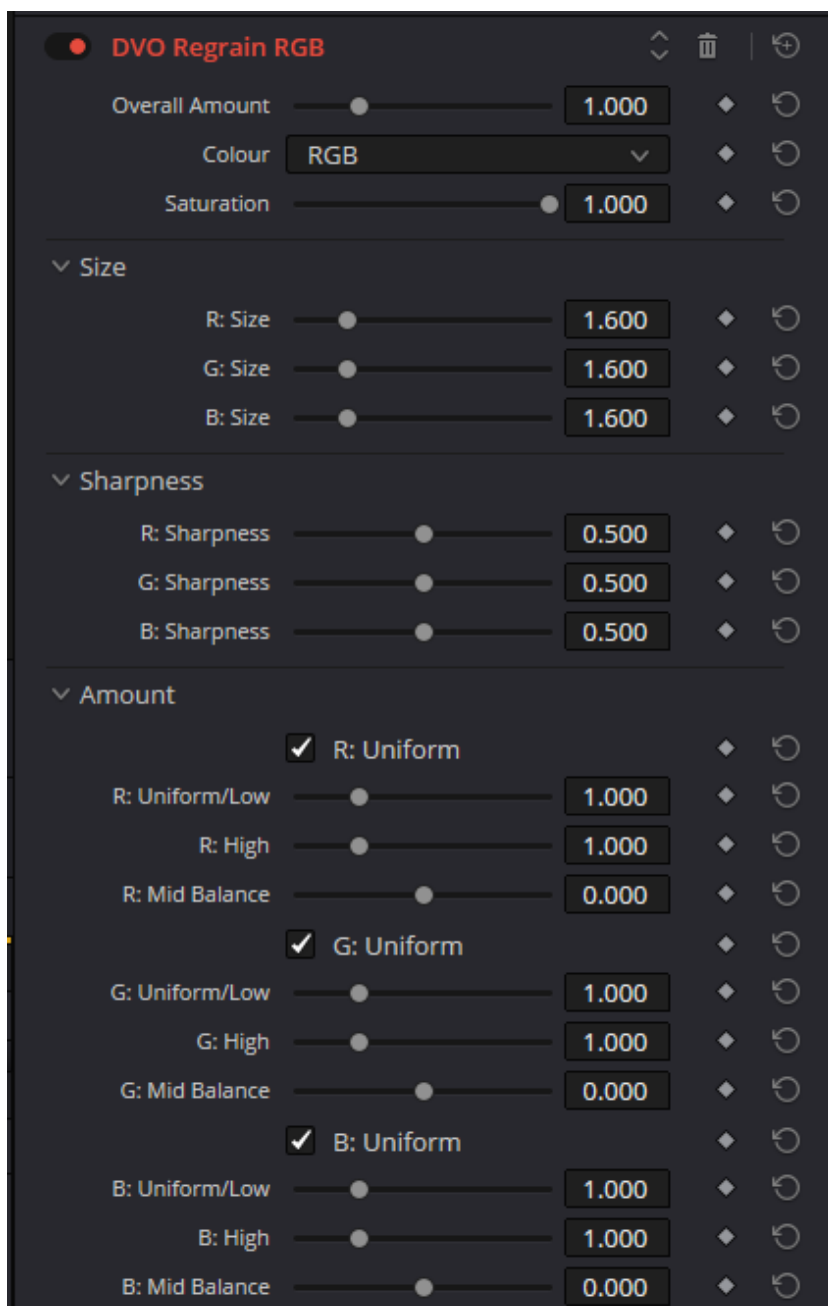 DVO Regrain RGB
Overall Amount 1.000
Colour RGB
Saturation 1.000
Size
R: Size 1.600
G: Size 1.600
B: Size 1.600
Sharpness
R: Sharpness 0.500
G: Sharpness 0.500
B: Sharpness 0.500
Amount
R: Uniform
R: Uniform/Low 1.000
R: High 1.000
R: Mid Balance 0.000
G: Uniform
G: Uniform/Low 1.000
G: High 1.000
G: Mid Balance 0.000
B: Uniform
B: Uniform/Low 1.000
B: High 1.000
B: Mid Balance 0.000